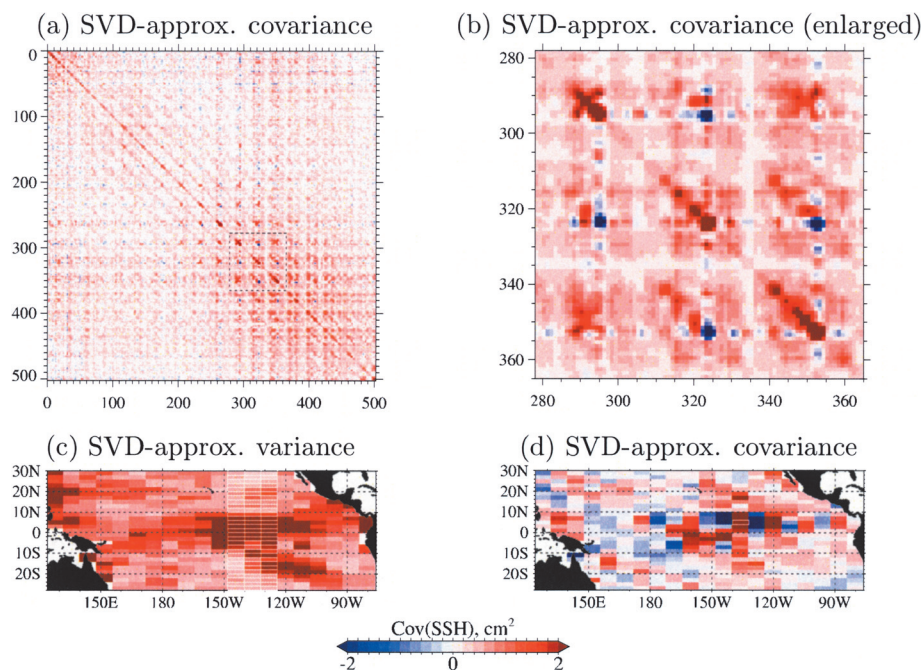 (a) SVD-approx. covariance
0
100
200
300
400
500
0 100 200 300 400 500
(b) SVD-approx. covariance (enlarged)
280
300
320
340
360
280 300 320 340 360
(c) SVD-approx. variance
30N
20N
10N
0
10S
20S
150E 180 150W 120W 90W
(d) SVD-approx. covariance
30N
20N
10N
0
10S
20S
150E 180 150W 120W 90W
Cov(SSH), cm²
-2 0 2